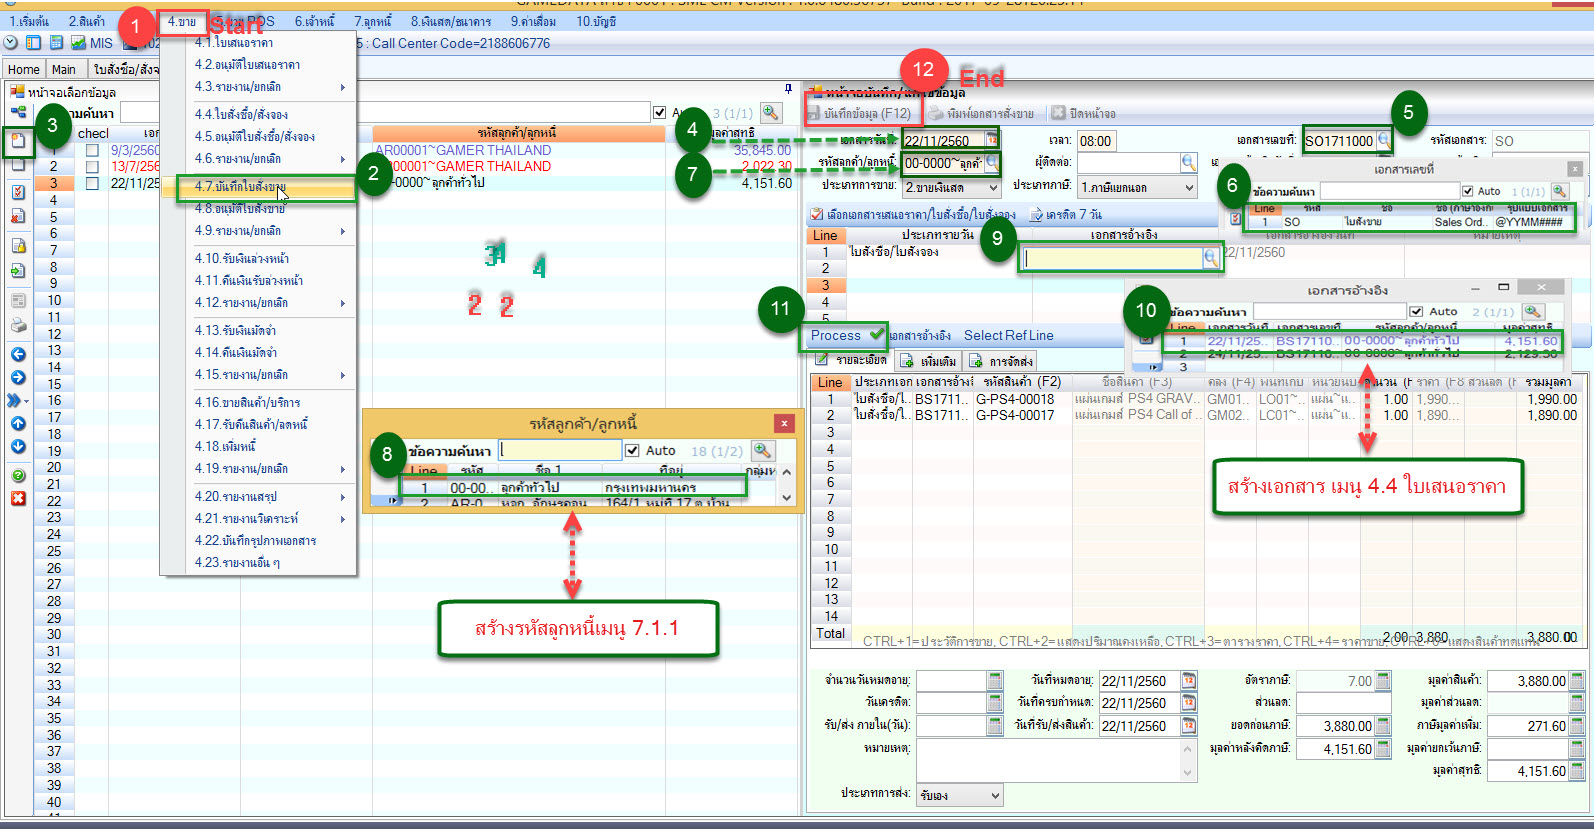 1.เริ่มต้น 2.สินค้า 4.ขาย 6.เจ้าหนี้ 7.ลูกหนี้ 8.เงินสด/ธนาคาร 9.ค่าเสื่อม 10.บัญชี
1 Start
MIS 5 : Call Center Code=2188606776
Home Main ใบสั่งซื้อ/สั่งจ
4.1.ใบเสนอราคา
4.2.อนุมัติใบเสนอราคา
4.3.รายงาน/ยกเลิก
4.4.ใบสั่งซื้อ/สั่งจอง
4.5.อนุมัติใบสั่งซื้อ/สั่งจอง
4.6.รายงาน/ยกเลิก
4.7.บันทึกใบสั่งขาย
4.8.อนุมัติใบสั่งขาย
4.9.รายงาน/ยกเลิก
4.10.รับเงินล่วงหน้า
4.11.คืนเงินรับล่วงหน้า
4.12.รายงาน/ยกเลิก
4.13.รับเงินมัดจำ
4.14.คืนเงินมัดจำ
4.15.รายงาน/ยกเลิก
4.16.ขายสินค้า/บริการ
4.17.รับคืนสินค้า/ลดหนี้
4.18.เพิ่มหนี้
4.19.รายงาน/ยกเลิก
4.20.รายงานสรุป
4.21.รายงานวิเคราะห์
4.22.บันทึกรูปภาพเอกสาร
4.23.รายงานอื่น ๆ
หน้าจอเลือกข้อมูล
3 (1/1)
รหัสลูกค้า/ลูกหนี้ มูลค่าสุทธิ
9/3/2560 AR00001~GAMER THAILAND 35,845.00
2 13/7/256 AR00001~GAMER THAILAND 2,022.30
3 22/11/25 00-0000~ลูกค้าทั่วไป 4,151.60
2
3
4
5
6
7
8
9
10
11
12
13
14
15
16
17
18
19
20
21
22
23
24
25
26
27
28
29
30
31
32
33
34
35
36
37
38
39
40
31 4
2 2
8
รหัสลูกค้า/ลูกหนี้
ข้อความค้นหา Auto 18 (1/2)
Line รหัส ชื่อ 1 ที่อยู่
1 00-00.. ลูกค้าทั่วไป กรุงเทพมหานคร
สร้างรหัสลูกหนี้เมนู 7.1.1
12 End
หน้าจอบันทึก/แก้ไขข้อมูล
บันทึกข้อมูล (F12) พิมพ์เอกสารสั่งขาย ปิดหน้าจอ
4 เอกสารวันที่: 22/11/2560 เวลา: 08:00 เอกสารเลขที่: SO1711000 5 รหัสเอกสาร: SO
7 รหัสลูกค้า/ลูกหนี้: 00-0000~ลูกค้า ผู้ติดต่อ:
ประเภทการขาย: 2.ขายเงินสด ประเภทภาษี: 1.ภาษีแยกนอก
6 เอกสารเลขที่
ข้อความค้นหา Auto 1 (1/1)
1 SO ใบสั่งขาย Sales Ord.. @YYMM####
เลือกเอกสารเสนอราคา/ใบสั่งซื้อ/ใบสั่งจอง เครดิต 7 วัน
Line ประเภทรายวัน เอกสารอ้างอิง
1 ใบสั่งซื้อ/ใบสั่งจอง 22/11/2560
2
3
4
9
10 เอกสารอ้างอิง
ข้อความค้นหา Auto 2 (1/1)
Line เอกสารวันที่ เอกสารเลขที่ รหัสลูกค้า/ลูกหนี้ มูลค่าสุทธิ
1 22/11/25.. BS17110.. 00-0000~ลูกค้าทั่วไป 4,151.60
2 24/11/25.. BS17110.. 00-0000~ลูกค้าทั่วไป 2,129.30
3
11
Process เอกสารอ้างอิง Select Ref Line
รายละเอียด เพิ่มเติม การจัดส่ง
Line ประเภทเอก เอกสารอ้างอิ รหัสสินค้า (F2) ชื่อสินค้า (F3) คลัง (F4) พื้นที่เก็บ หน่วยนับ จำนวน (F ราคา (F8 ส่วนลด (F รวมมูลค่า
1 ใบสั่งซื้อ/ใ.. BS1711.. G-PS4-00018 แผ่นเกมส์ PS4 GRAV.. GM01.. LO01~.. แผ่น~แ.. 1.00 1,990... 1,990.00
2 ใบสั่งซื้อ/ใ.. BS1711.. G-PS4-00017 แผ่นเกมส์ PS4 Call of .. GM02.. LC01~.. แผ่น~แ.. 1.00 1,890... 1,890.00
3
4
5
6
7
8
9
10
11
12
13
14
สร้างเอกสาร เมนู 4.4 ใบเสนอราคา
Total 2.00 3,880 3,880.00
CTRL+1=ประวัติการขาย, CTRL+2=แสดงปริมาณคงเหลือ, CTRL+3=ตารางราคา, CTRL+4=ราคาขาย, CTRL+6=แสดงสินค้าทดแทน
จำนวนวันหมดอายุ: วันที่หมดอายุ: 22/11/2560 อัตราภาษี: 7.00 มูลค่าสินค้า: 3,880.00
วันเครดิต: วันที่ครบกำหนด: 22/11/2560 ส่วนลด: มูลค่าส่วนลด:
รับ/ส่ง ภายใน(วัน): วันที่รับ/ส่งสินค้า: 22/11/2560 ยอดก่อนภาษี: 3,880.00 ภาษีมูลค่าเพิ่ม: 271.60
หมายเหตุ: มูลค่าหลังคิดภาษี: 4,151.60 มูลค่ายกเว้นภาษี:
มูลค่าสุทธิ: 4,151.60
ประเภทการส่ง: รับเอง